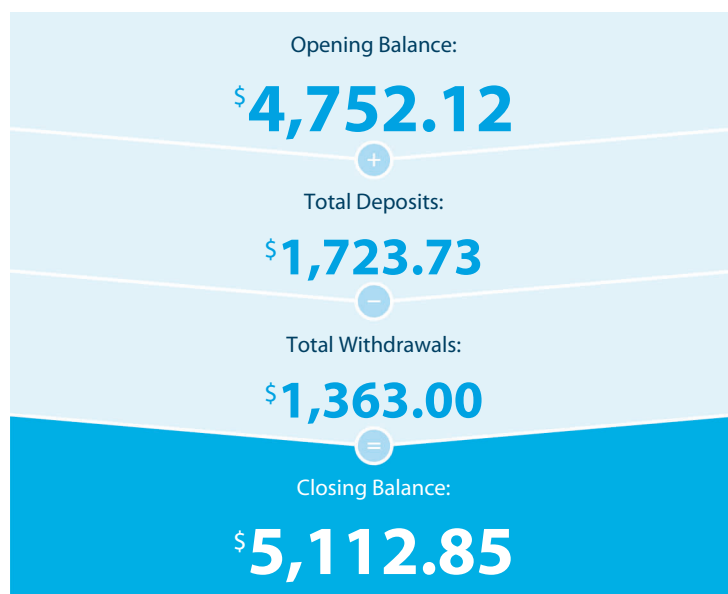 Opening Balance:
$4,752.12
+
Total Deposits:
$1,723.73
−
Total Withdrawals:
$1,363.00
=
Closing Balance:
$5,112.85